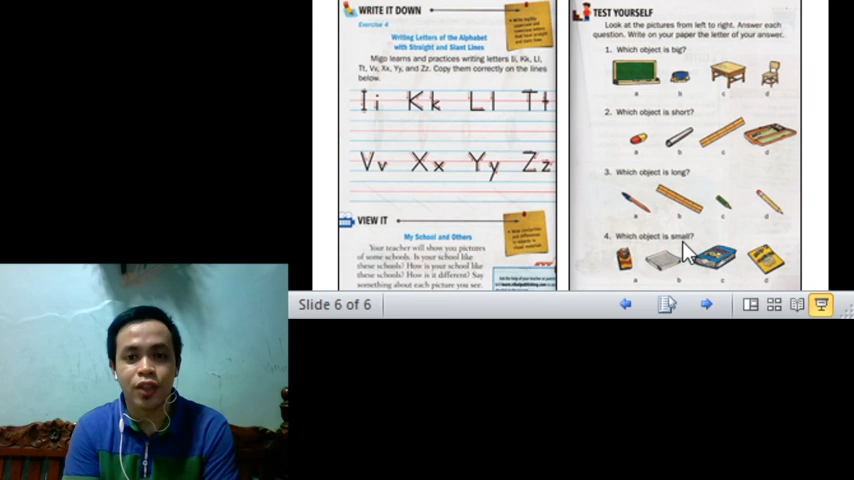 WRITE IT DOWN
Exercise 4
Writing Letters of the Alphabet
with Straight and Slant Lines
Migo learns and practices writing letters Ii, Kk, Ll,
Tt, Vv, Xx, Yy, and Zz. Copy them correctly on the lines
below.
Ii Kk Ll Tt
Vv Xx Yy Zz
VIEW IT
My School and Others
Your teacher will show you pictures
of some schools. Is your school like
these schools? How is your school like
these schools? How is it different? Say
something about each picture you see.
TEST YOURSELF
Look at the pictures from left to right. Answer each
question. Write on your paper the letter of your answer.
1. Which object is big?
a b c d
2. Which object is short?
a b c d
3. Which object is long?
a b c d
4. Which object is small?
a b c d
Slide 6 of 6